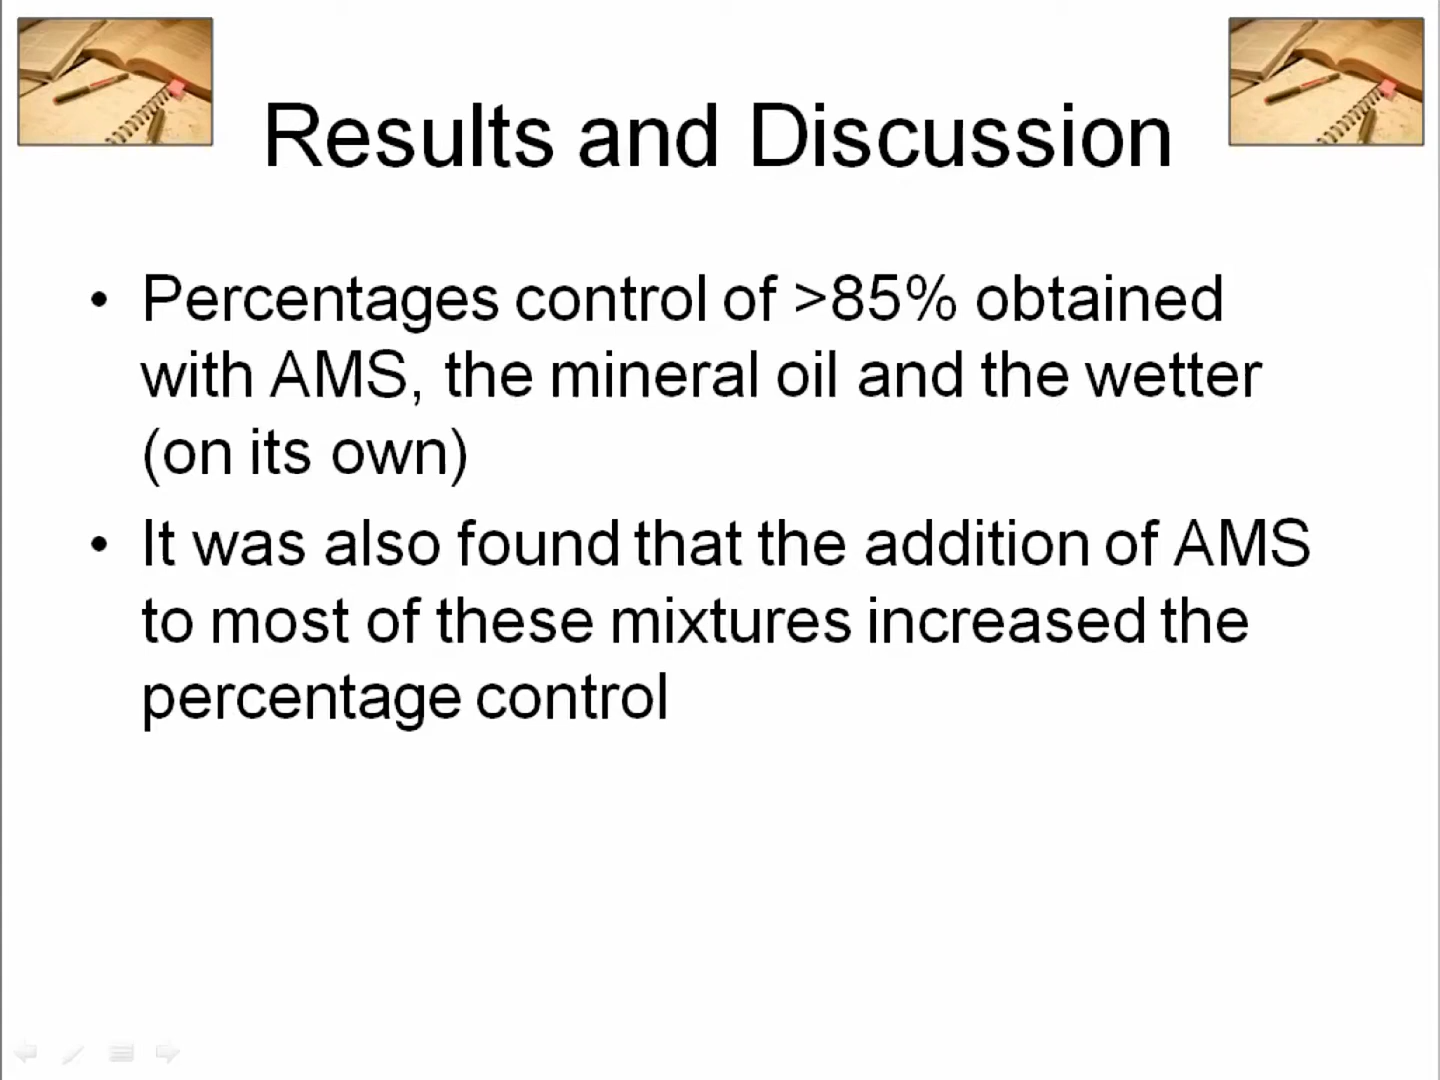 Results and Discussion
• Percentages control of >85% obtained
with AMS, the mineral oil and the wetter
(on its own)
• It was also found that the addition of AMS
to most of these mixtures increased the
percentage control